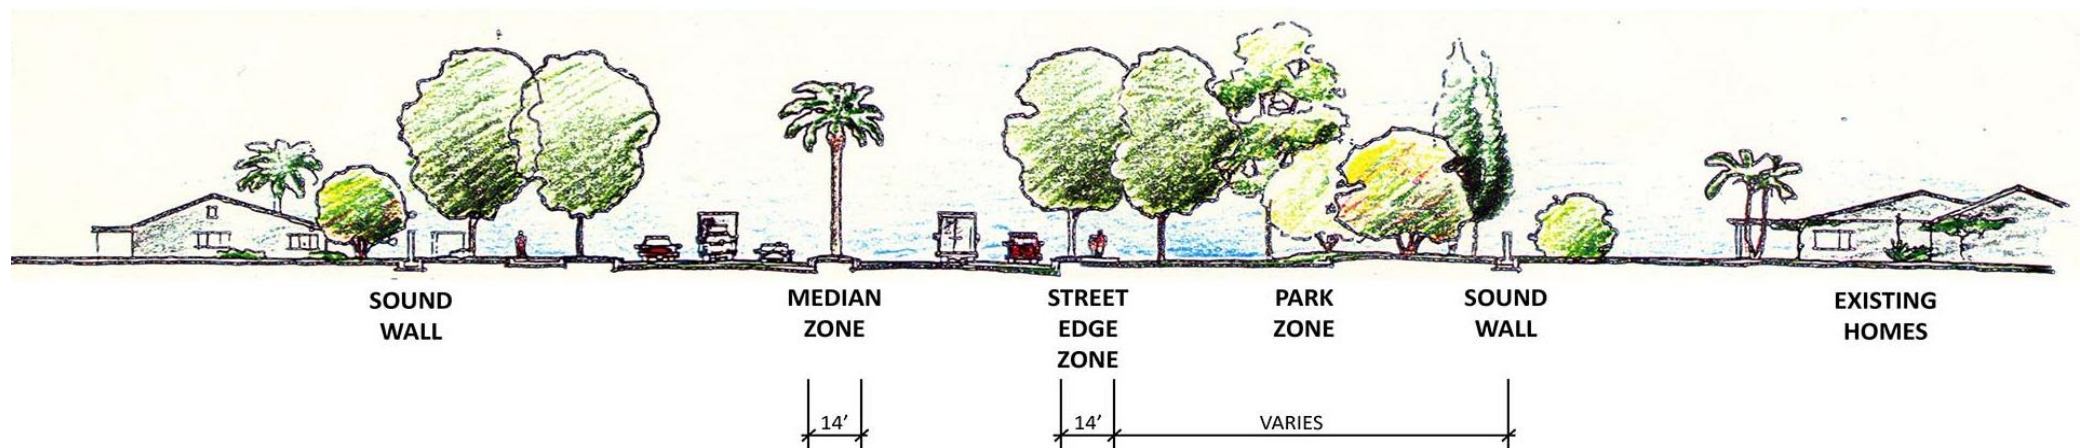 SOUND
WALL
MEDIAN
ZONE
STREET
EDGE
ZONE
PARK
ZONE
SOUND
WALL
EXISTING
HOMES
14'
14'
VARIES